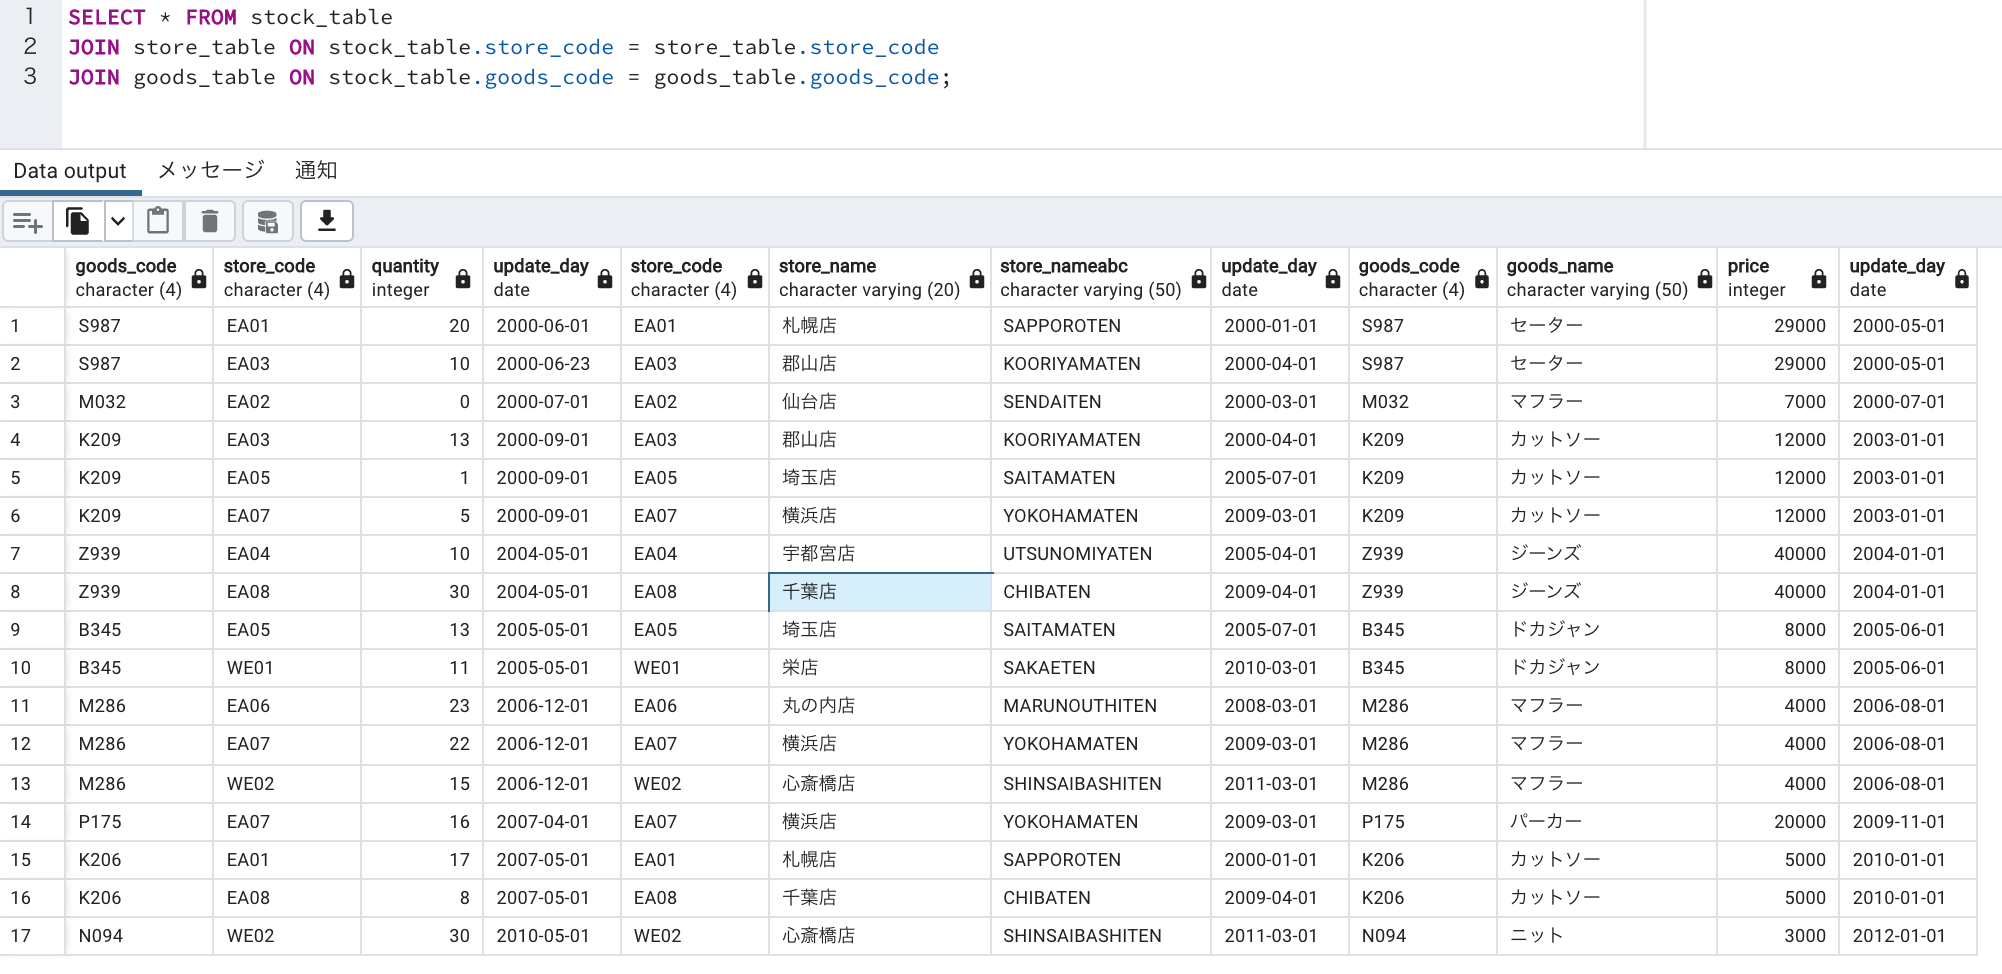 1 SELECT * FROM stock_table
2 JOIN store_table ON stock_table.store_code = store_table.store_code
3 JOIN goods_table ON stock_table.goods_code = goods_table.goods_code;
Data output メッセージ 通知
goods_code store_code quantity update_day store_code store_name store_nameabc update_day goods_code goods_name price update_day
character (4) character (4) integer date character (4) character varying (20) character varying (50) date character (4) character varying (50) integer date
1 S987 EA01 20 2000-06-01 EA01 札幌店 SAPPOROTEN 2000-01-01 S987 セーター 29000 2000-05-01
2 S987 EA03 10 2000-06-23 EA03 郡山店 KOORIYAMATEN 2000-04-01 S987 セーター 29000 2000-05-01
3 M032 EA02 0 2000-07-01 EA02 仙台店 SENDAITEN 2000-03-01 M032 マフラー 7000 2000-07-01
4 K209 EA03 13 2000-09-01 EA03 郡山店 KOORIYAMATEN 2000-04-01 K209 カットソー 12000 2003-01-01
5 K209 EA05 1 2000-09-01 EA05 埼玉店 SAITAMATEN 2005-07-01 K209 カットソー 12000 2003-01-01
6 K209 EA07 5 2000-09-01 EA07 横浜店 YOKOHAMATEN 2009-03-01 K209 カットソー 12000 2003-01-01
7 Z939 EA04 10 2004-05-01 EA04 宇都宮店 UTSUNOMIYATEN 2005-04-01 Z939 ジーンズ 40000 2004-01-01
8 Z939 EA08 30 2004-05-01 EA08 千葉店 CHIBATEN 2009-04-01 Z939 ジーンズ 40000 2004-01-01
9 B345 EA05 13 2005-05-01 EA05 埼玉店 SAITAMATEN 2005-07-01 B345 ドカジャン 8000 2005-06-01
10 B345 WE01 11 2005-05-01 WE01 栄店 SAKAETEN 2010-03-01 B345 ドカジャン 8000 2005-06-01
11 M286 EA06 23 2006-12-01 EA06 丸の内店 MARUNOUTHITEN 2008-03-01 M286 マフラー 4000 2006-08-01
12 M286 EA07 22 2006-12-01 EA07 横浜店 YOKOHAMATEN 2009-03-01 M286 マフラー 4000 2006-08-01
13 M286 WE02 15 2006-12-01 WE02 心斎橋店 SHINSAIBASHITEN 2011-03-01 M286 マフラー 4000 2006-08-01
14 P175 EA07 16 2007-04-01 EA07 横浜店 YOKOHAMATEN 2009-03-01 P175 パーカー 20000 2009-11-01
15 K206 EA01 17 2007-05-01 EA01 札幌店 SAPPOROTEN 2000-01-01 K206 カットソー 5000 2010-01-01
16 K206 EA08 8 2007-05-01 EA08 千葉店 CHIBATEN 2009-04-01 K206 カットソー 5000 2010-01-01
17 N094 WE02 30 2010-05-01 WE02 心斎橋店 SHINSAIBASHITEN 2011-03-01 N094 ニット 3000 2012-01-01